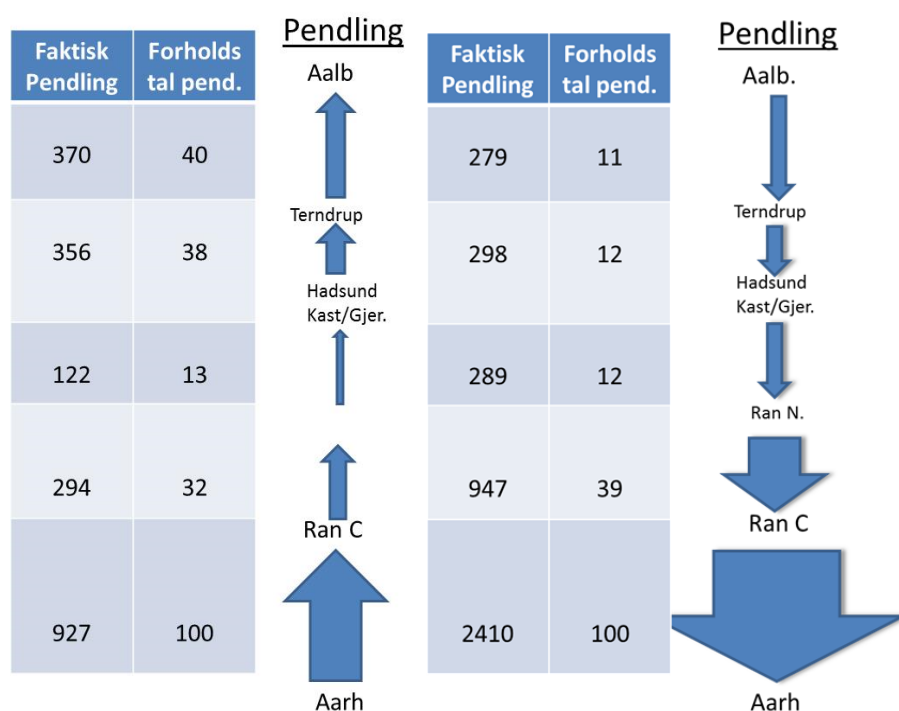 Pendling
Faktisk Pendling
Forholds tal pend.
Aalb
370
40
Terndrup
356
38
Hadsund
Kast/Gjer.
122
13
294
32
Ran C
927
100
Aarh
Pendling
Faktisk Pendling
Forholds tal pend.
Aalb.
279
11
Terndrup
298
12
Hadsund
Kast/Gjer.
289
12
Ran N.
947
39
Ran C
2410
100
Aarh